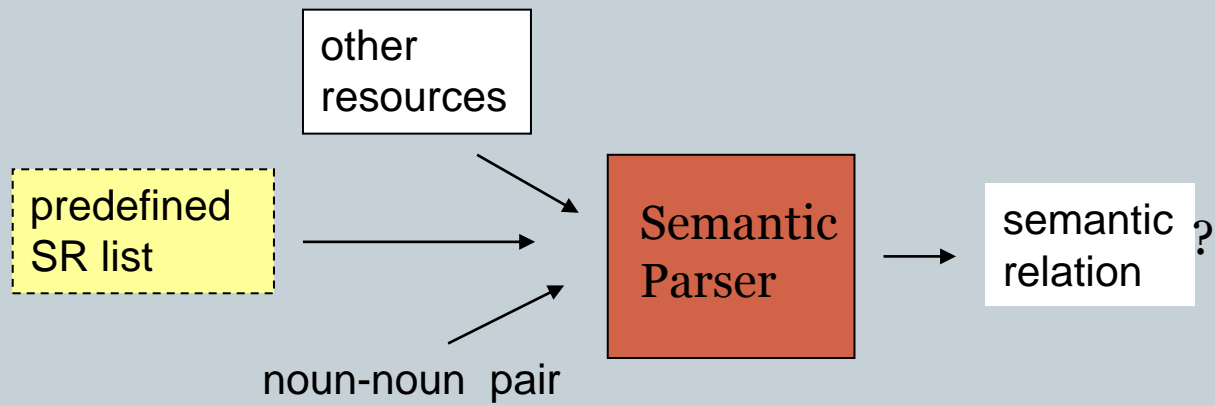 other
resources
predefined
SR list
Semantic
Parser
semantic
relation
?
noun-noun pair